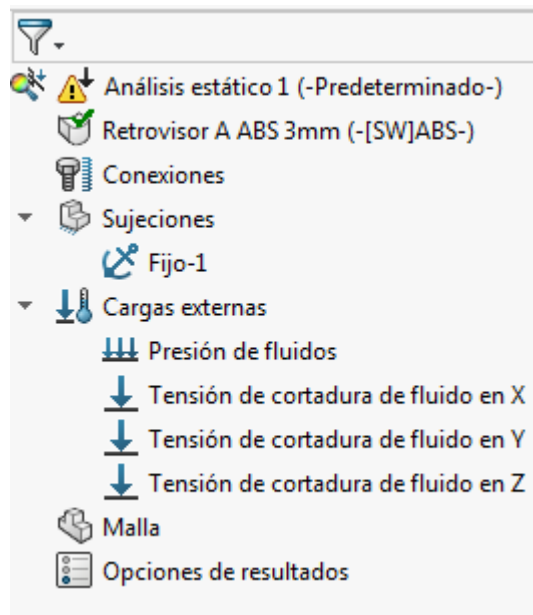 Análisis estático 1 (-Predeterminado-)
Retrovisor A ABS 3mm (-[SW]ABS-)
Conexiones
Sujeciones
Fijo-1
Cargas externas
Presión de fluidos
Tensión de cortadura de fluido en X
Tensión de cortadura de fluido en Y
Tensión de cortadura de fluido en Z
Malla
Opciones de resultados